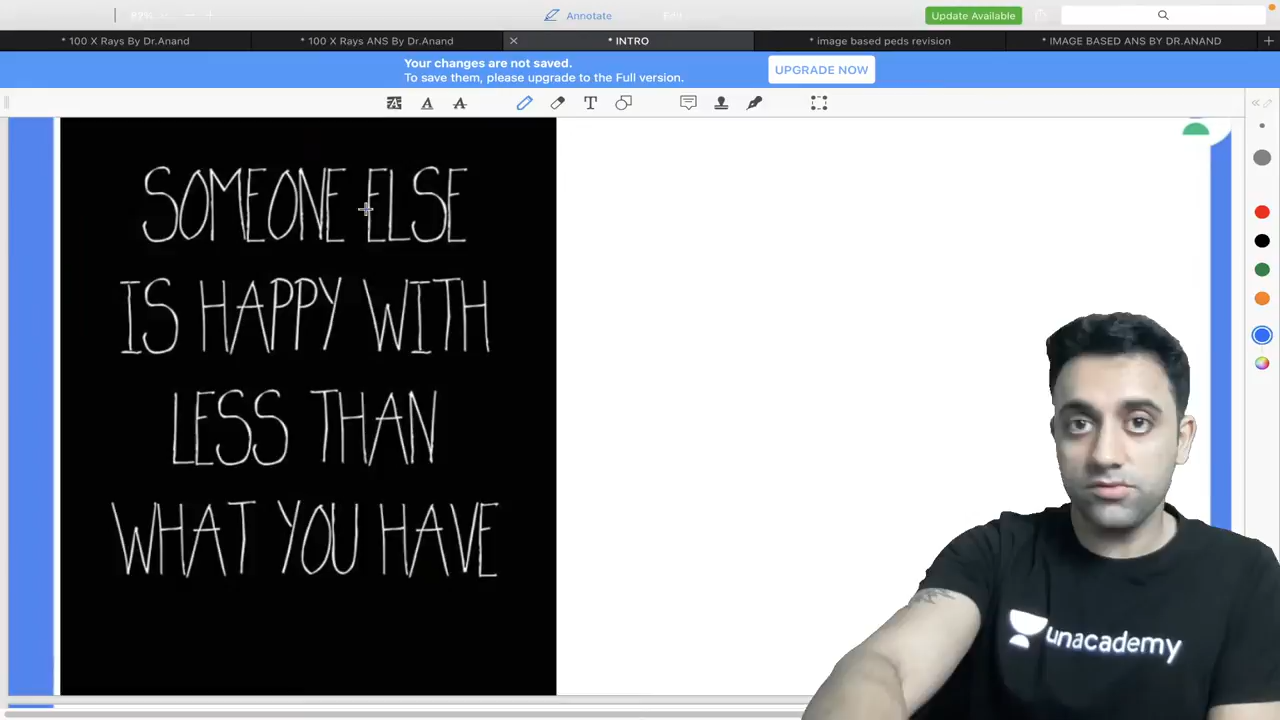 Annotate
Update Available
* 100 X Rays By Dr.Anand
* 100 X Rays ANS By Dr.Anand
* INTRO
* image based peds revision
* IMAGE BASED ANS BY DR.ANAND
Your changes are not saved.
To save them, please upgrade to the Full version.
UPGRADE NOW
SOMEONE ELSE
IS HAPPY WITH
LESS THAN
WHAT YOU HAVE
unacademy